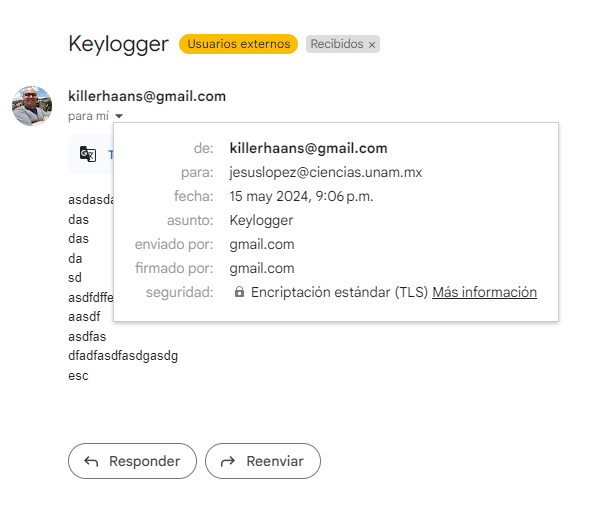 Keylogger Usuarios externos Recibidos ×
killerhaans@gmail.com
para mí
de: killerhaans@gmail.com
para: jesuslopez@ciencias.unam.mx
fecha: 15 may 2024, 9:06 p.m.
asunto: Keylogger
enviado por: gmail.com
firmado por: gmail.com
seguridad: Encriptación estándar (TLS) Más información
das
das
da
sd
aasdf
asdfas
dfadfasdfasdgasdg
esc
Responder Reenviar